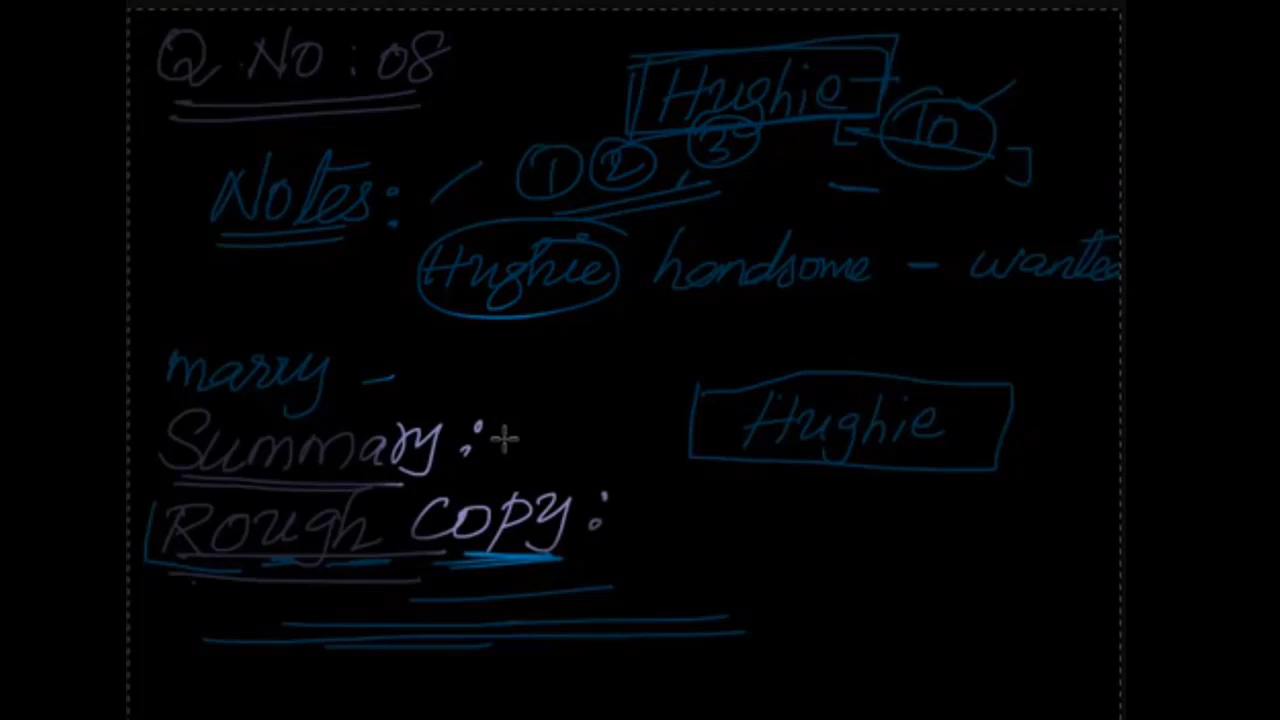 Q.No: 08
Hughie
[10]
① ② ③
Notes:
Hughie handsome - wanted
marry -
Hughie
Summary:
Rough copy: